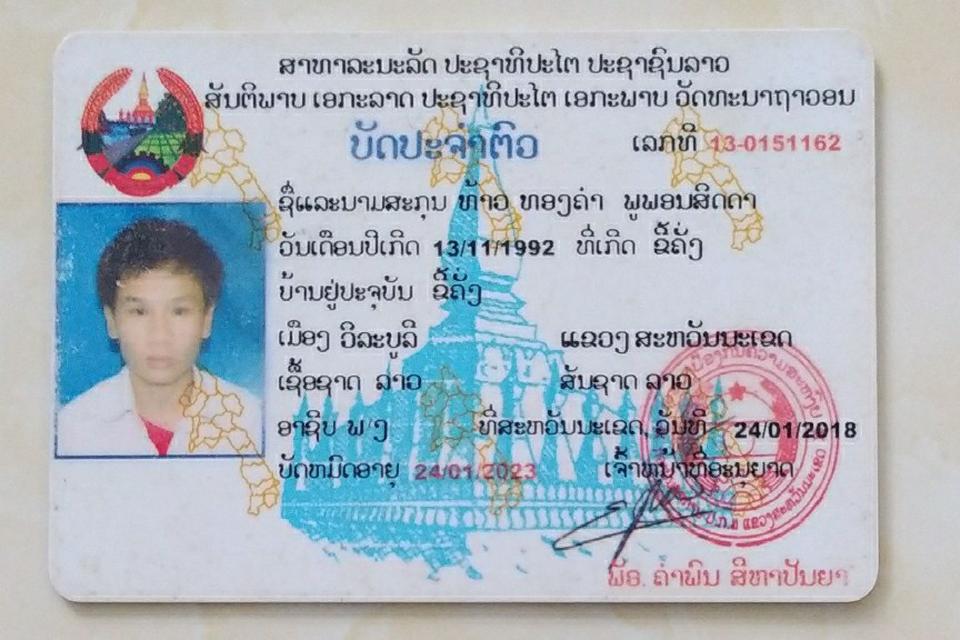 ສາທາລະນະລັດ ປະຊາທິປະໄຕ ປະຊາຊົນລາວ
ສັນຕິພາບ ເອກະລາດ ປະຊາທິປະໄຕ ເອກະພາບ ວັດທະນາຖາວອນ
ບັດປະຈຳຕົວ
ເລກທີ 13-0151162
ຊື່ແລະນາມສະກຸນ ທ້າວ ທອງຄຳ ພູພອນສິດດາ
ວັນເດືອນປີເກີດ 13/11/1992 ທີ່ເກີດ ຂີ້ຄັ່ງ
ບ້ານຢູ່ປະຈຸບັນ ຂີ້ຄັ່ງ
ເມືອງ ວິລະບູລີ ແຂວງ ສະຫວັນນະເຂດ
ເຊື້ອຊາດ ລາວ ສັນຊາດ ລາວ
ອາຊີບ ພ/ງ ທີ່ສະຫວັນນະເຂດ, ວັນທີ 24/01/2018
ບັດຫມົດອາຍຸ 24/01/2023 ເຈົ້າຫນ້າທີ່ອະນຸຍາດ
ພັອ. ຄຳພົນ ສີຫາປັນຍາ